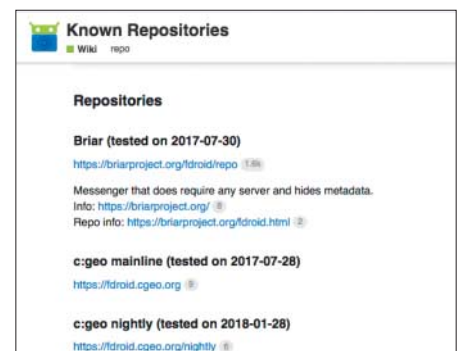 Known Repositories
Wiki repo
Repositories
Briar (tested on 2017-07-30)
https://briarproject.org/fdroid/repo 1.6k
Messenger that does require any server and hides metadata.
Info: https://briarproject.org/ 8
Repo info: https://briarproject.org/fdroid.html 2
c:geo mainline (tested on 2017-07-28)
https://fdroid.cgeo.org 9
c:geo nightly (tested on 2018-01-28)
https://fdroid.cgeo.org/nightly 6